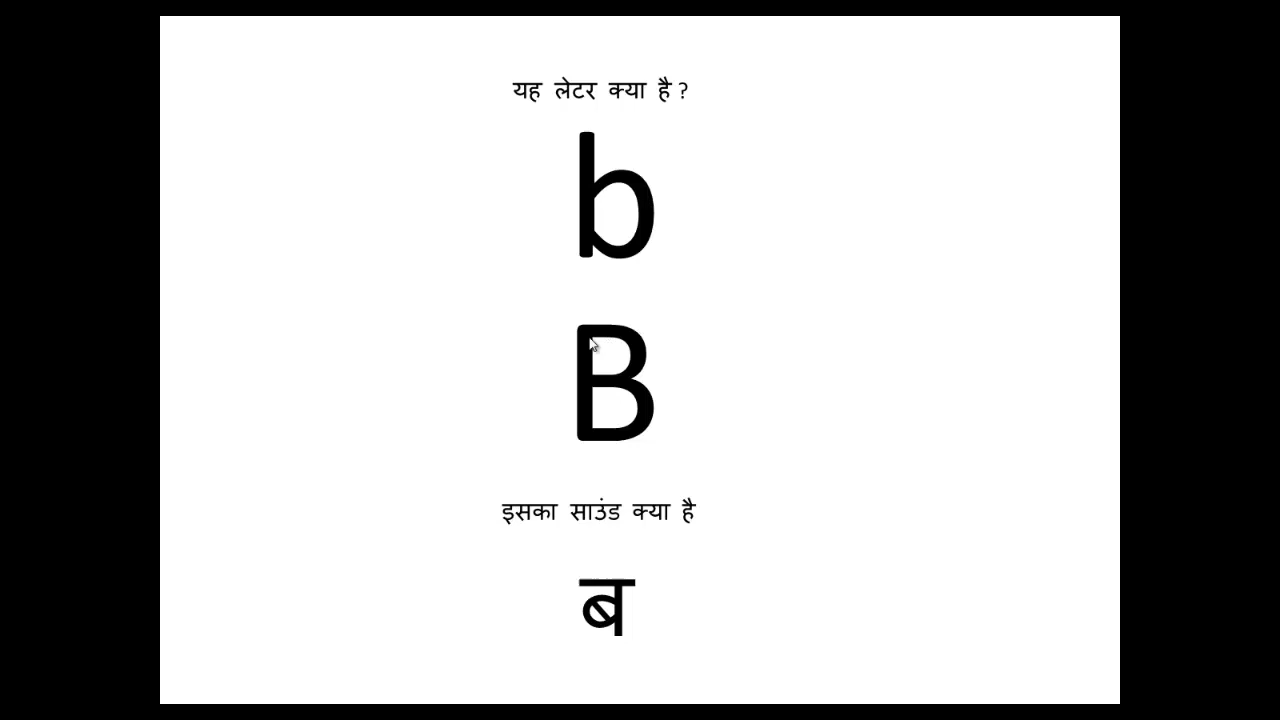 यह लेटर क्या है ?
b
B
इसका साउंड क्या है
ब